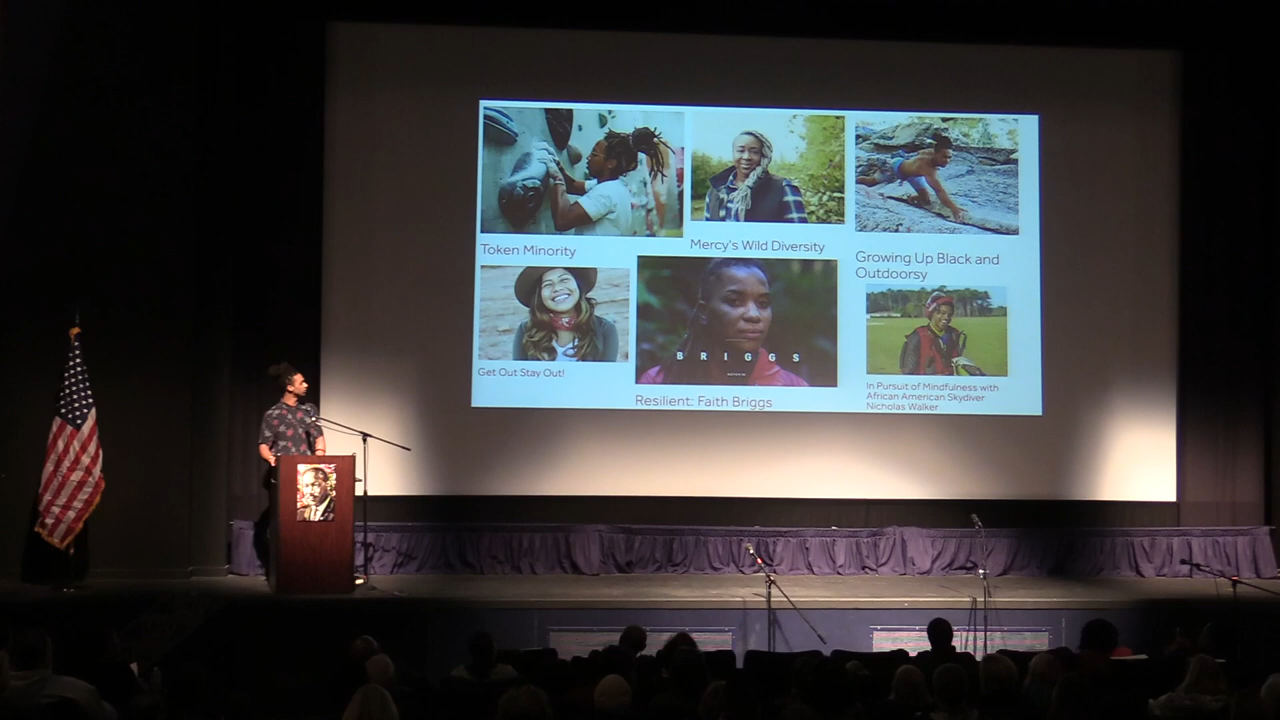 Token Minority
Mercy's Wild Diversity
Growing Up Black and
Outdoorsy
Get Out Stay Out!
BRIGGS
Resilient: Faith Briggs
In Pursuit of Mindfulness with
African American Skydiver
Nicholas Walker